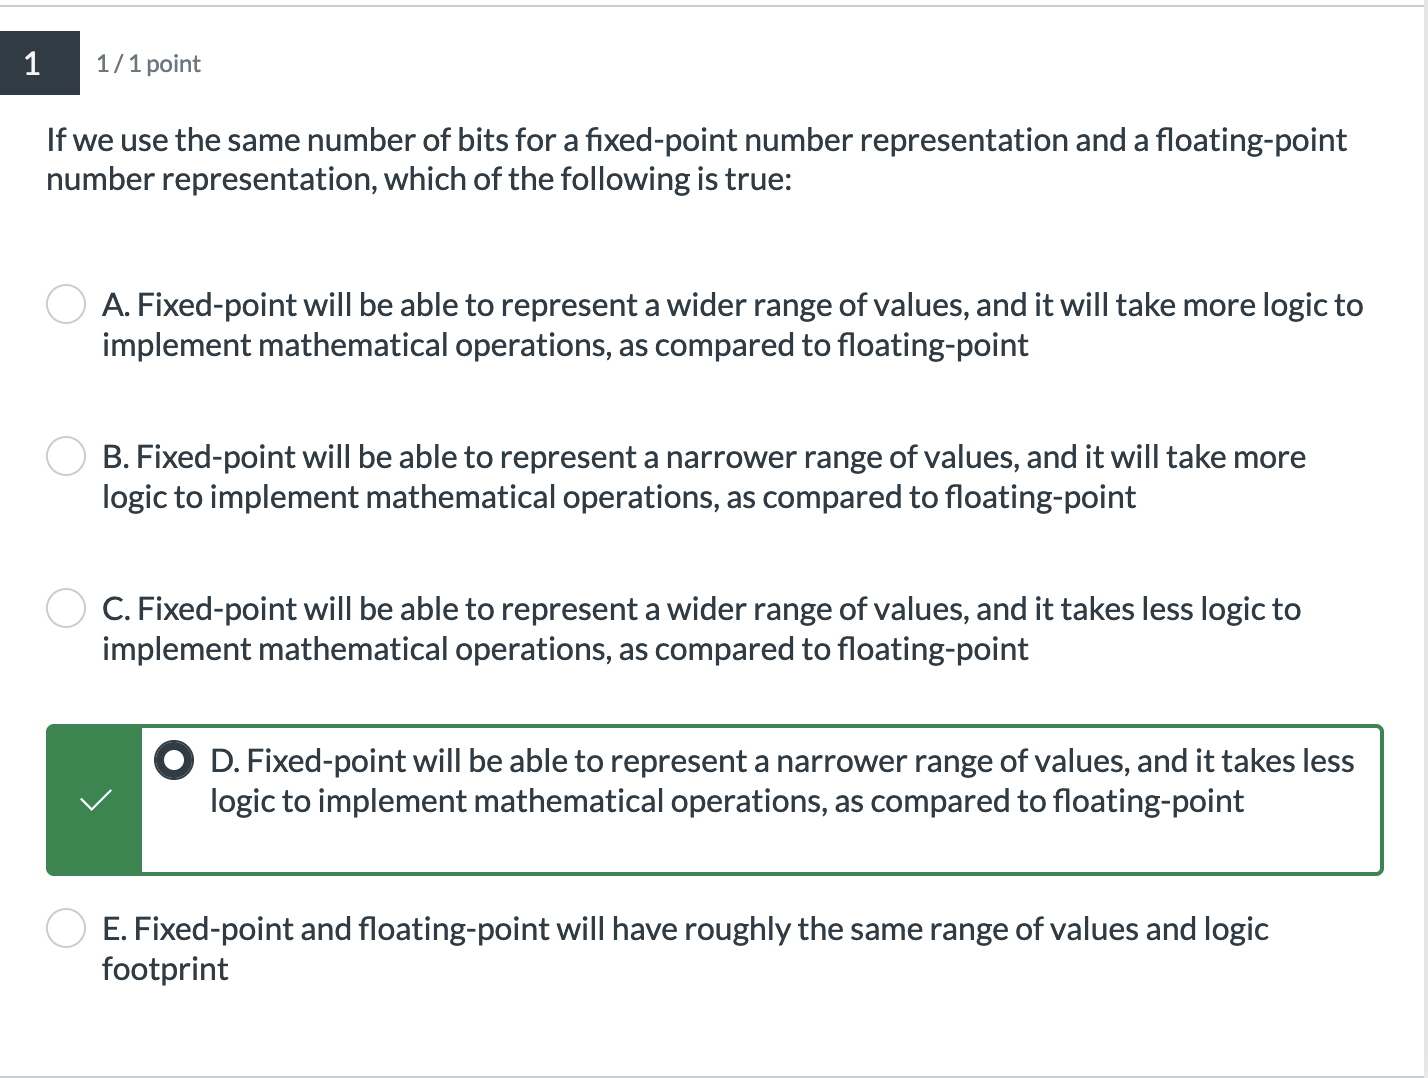 1
1 / 1 point
If we use the same number of bits for a fixed-point number representation and a floating-point
number representation, which of the following is true:
A. Fixed-point will be able to represent a wider range of values, and it will take more logic to
implement mathematical operations, as compared to floating-point
B. Fixed-point will be able to represent a narrower range of values, and it will take more
logic to implement mathematical operations, as compared to floating-point
C. Fixed-point will be able to represent a wider range of values, and it takes less logic to
implement mathematical operations, as compared to floating-point
D. Fixed-point will be able to represent a narrower range of values, and it takes less
logic to implement mathematical operations, as compared to floating-point
E. Fixed-point and floating-point will have roughly the same range of values and logic
footprint